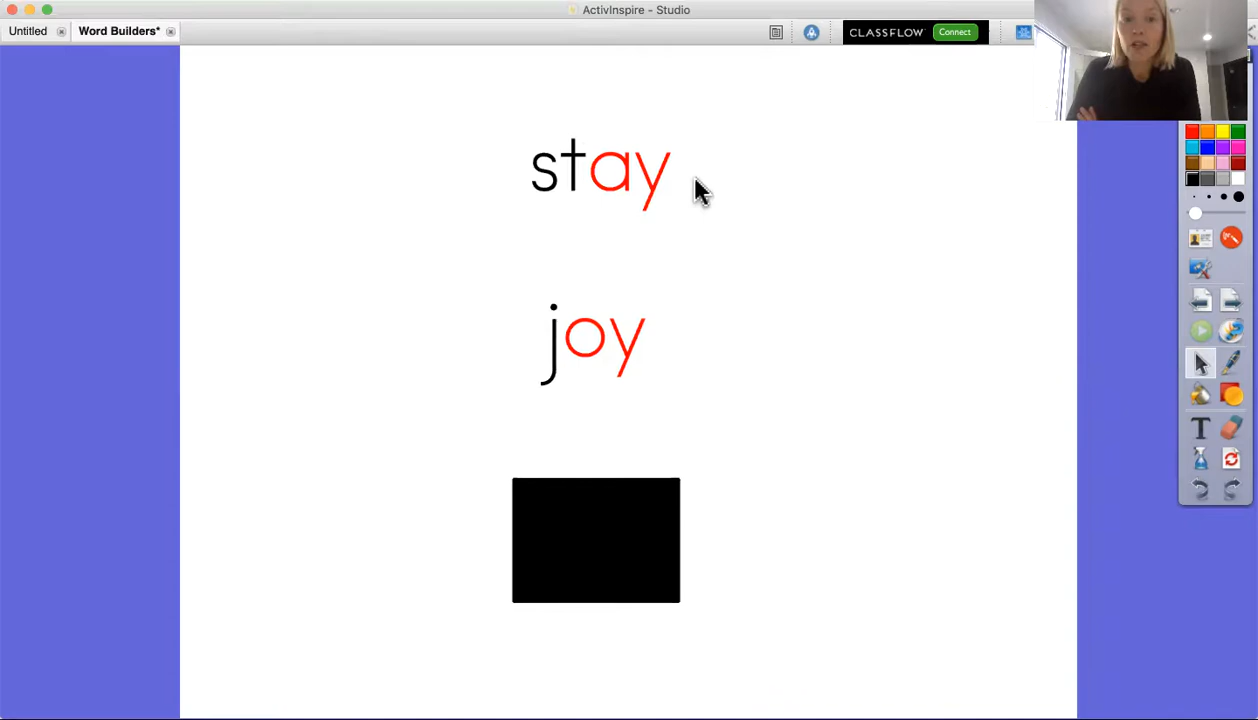 ActivInspire - Studio
Untitled
Word Builders*
CLASSFLOW Connect
stay
joy
T